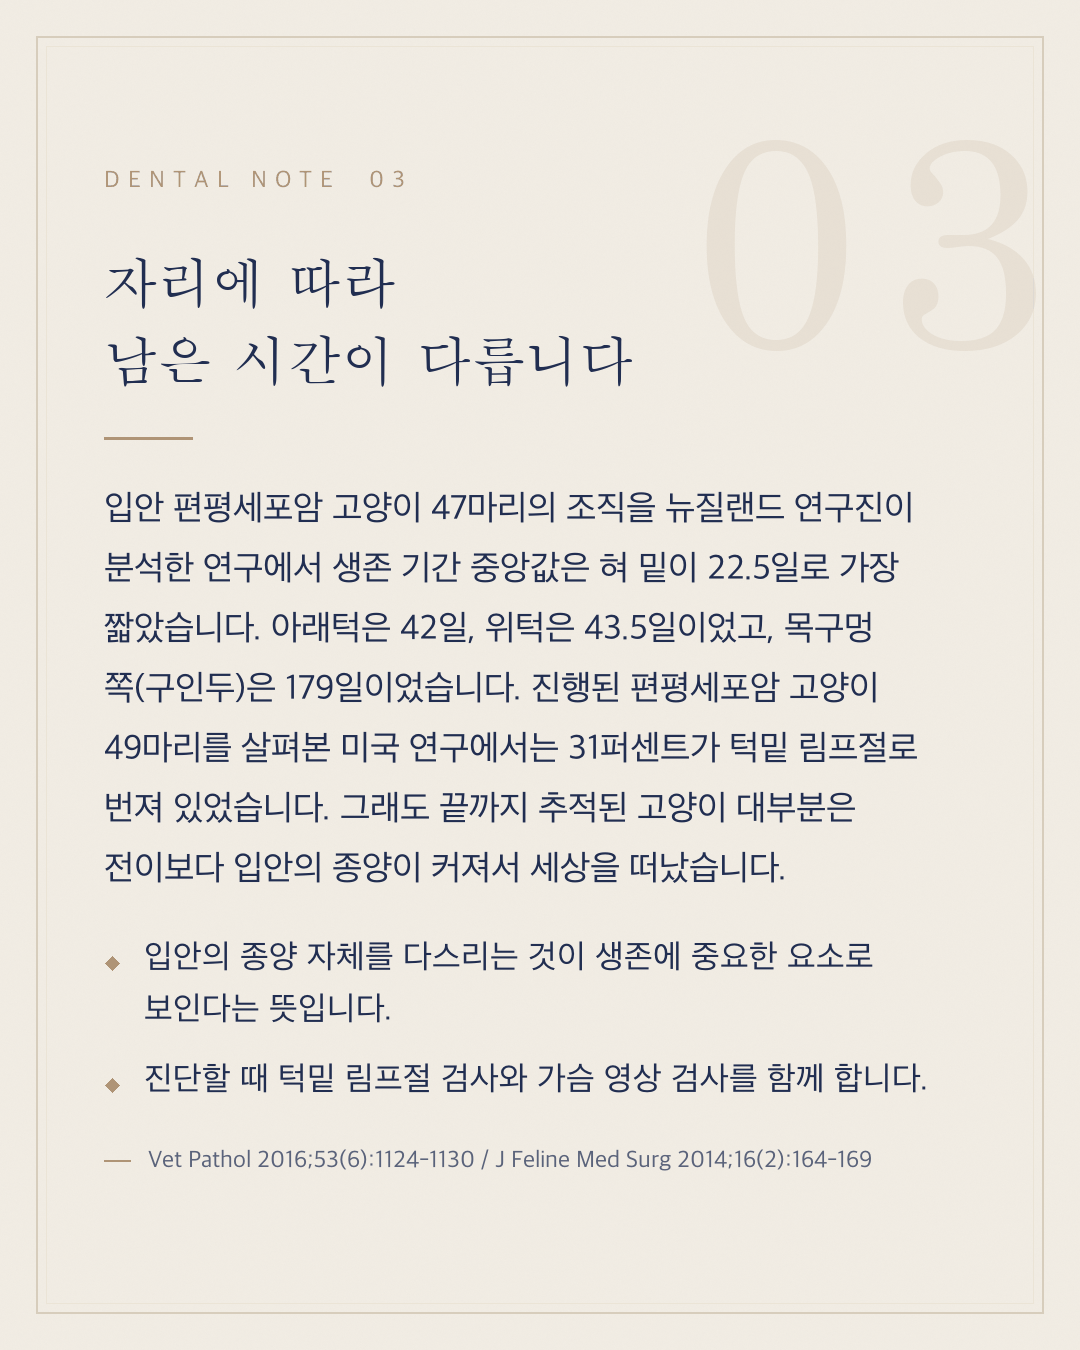 DENTAL NOTE 03
03
자리에 따라
남은 시간이 다릅니다
입안 편평세포암 고양이 47마리의 조직을 뉴질랜드 연구진이
분석한 연구에서 생존 기간 중앙값은 혀 밑이 22.5일로 가장
짧았습니다. 아래턱은 42일, 위턱은 43.5일이었고, 목구멍
쪽(구인두)은 179일이었습니다. 진행된 편평세포암 고양이
49마리를 살펴본 미국 연구에서는 31퍼센트가 턱밑 림프절로
번져 있었습니다. 그래도 끝까지 추적된 고양이 대부분은
전이보다 입안의 종양이 커져서 세상을 떠났습니다.
◆ 입안의 종양 자체를 다스리는 것이 생존에 중요한 요소로
보인다는 뜻입니다.
◆ 진단할 때 턱밑 림프절 검사와 가슴 영상 검사를 함께 합니다.
— Vet Pathol 2016;53(6):1124–1130 / J Feline Med Surg 2014;16(2):164–169